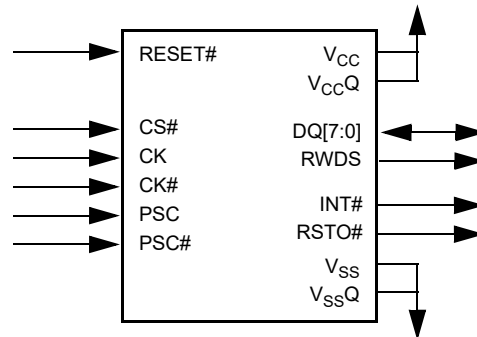 RESET#
CS#
CK
CK#
PSC
PSC#
VCC
VCCQ
DQ[7:0]
RWDS
INT#
RSTO#
VSS
VSSQ